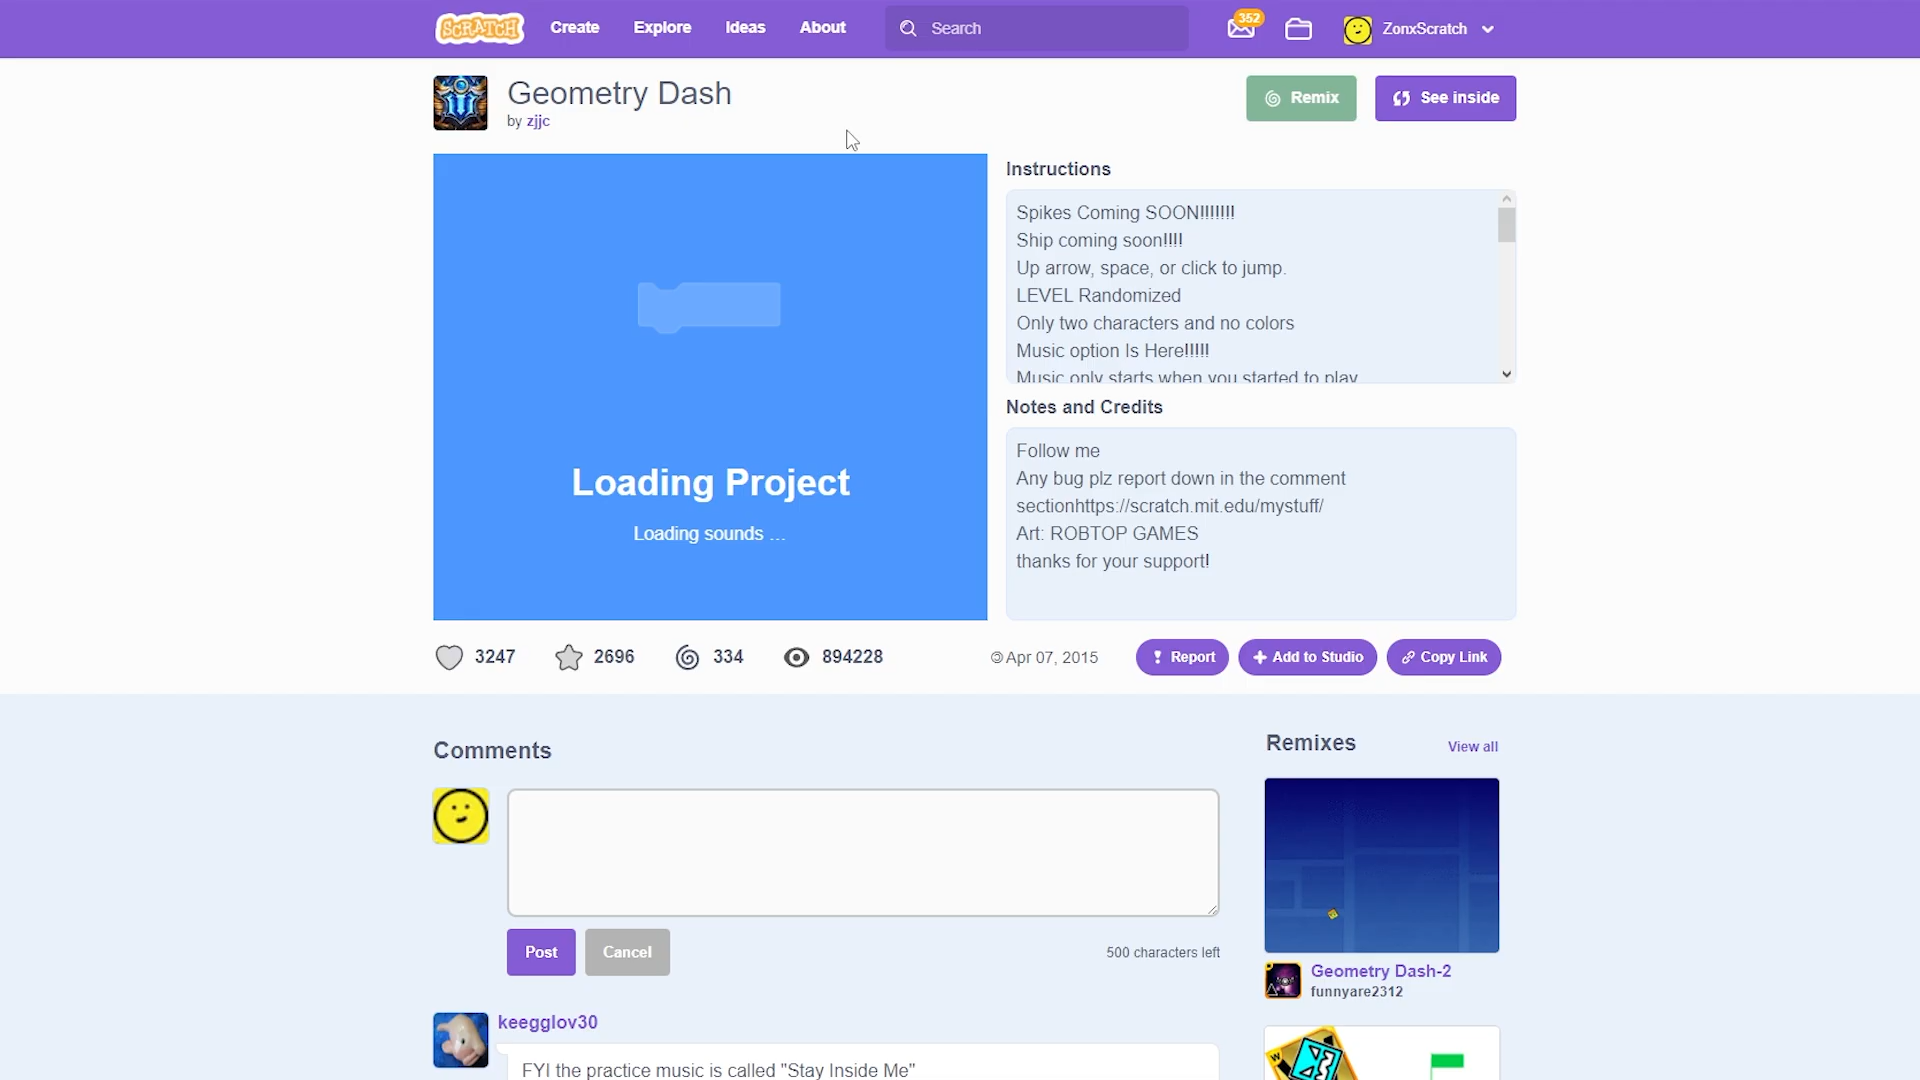 SCRATCH Create Explore Ideas About Search 352 ZonxScratch
Geometry Dash
by zjjc
Remix See inside
Loading Project
Loading sounds ...
Instructions
Spikes Coming SOON!!!!!!!
Ship coming soon!!!!
Up arrow, space, or click to jump.
LEVEL Randomized
Only two characters and no colors
Music option Is Here!!!!!
Music only starts when you started to play
Notes and Credits
Follow me
Any bug plz report down in the comment
sectionhttps://scratch.mit.edu/mystuff/
Art: ROBTOP GAMES
thanks for your support!
3247 2696 334 894228
© Apr 07, 2015 Report Add to Studio Copy Link
Comments
Post Cancel 500 characters left
keegglov30
FYI the practice music is called "Stay Inside Me"
Remixes View all
Geometry Dash-2
funnyare2312